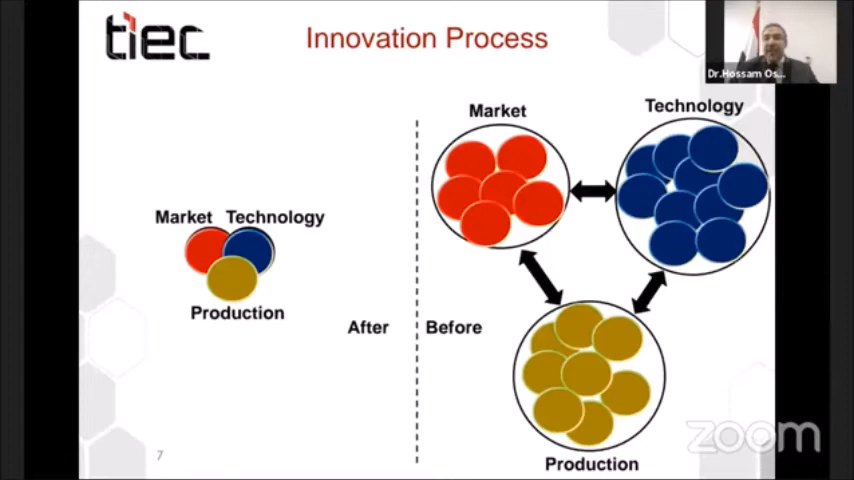 tiec
Innovation Process
Dr.Hossam Os...
Market
Technology
Market Technology
Production
After
Before
Production
7
zoom